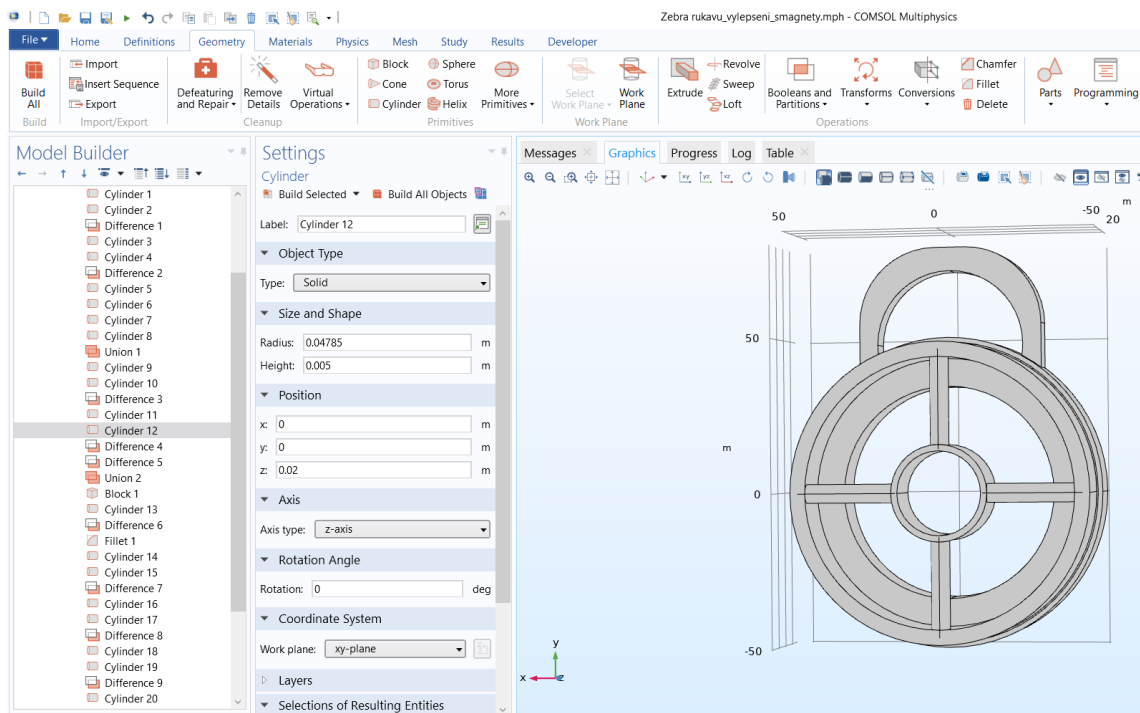 Zebra rukavu_vylepseni_smagnety.mph - COMSOL Multiphysics
File Home Definitions Geometry Materials Physics Mesh Study Results Developer
Build All
Build
Import
Insert Sequence
Export
Import/Export
Defeaturing and Repair
Remove Details
Virtual Operations
Cleanup
Block Sphere
Cone Torus
Cylinder Helix
More Primitives
Primitives
Select Work Plane
Work Plane
Work Plane
Extrude
Revolve
Sweep
Loft
Booleans and Partitions
Transforms
Conversions
Chamfer
Fillet
Delete
Operations
Parts
Programming
Model Builder
Cylinder 1
Cylinder 2
Difference 1
Cylinder 3
Cylinder 4
Difference 2
Cylinder 5
Cylinder 6
Cylinder 7
Cylinder 8
Union 1
Cylinder 9
Cylinder 10
Difference 3
Cylinder 11
Cylinder 12
Difference 4
Difference 5
Union 2
Block 1
Cylinder 13
Difference 6
Fillet 1
Cylinder 14
Cylinder 15
Difference 7
Cylinder 16
Cylinder 17
Difference 8
Cylinder 18
Cylinder 19
Difference 9
Cylinder 20
Settings
Cylinder
Build Selected Build All Objects
Label: Cylinder 12
Object Type
Type: Solid
Size and Shape
Radius: 0.04785 m
Height: 0.005 m
Position
x: 0 m
y: 0 m
z: 0.02 m
Axis
Axis type: z-axis
Rotation Angle
Rotation: 0 deg
Coordinate System
Work plane: xy-plane
Layers
Selections of Resulting Entities
Messages Graphics Progress Log Table
xy yz xz
m
50 0 -50 20
50
m
0
-50
y
x z